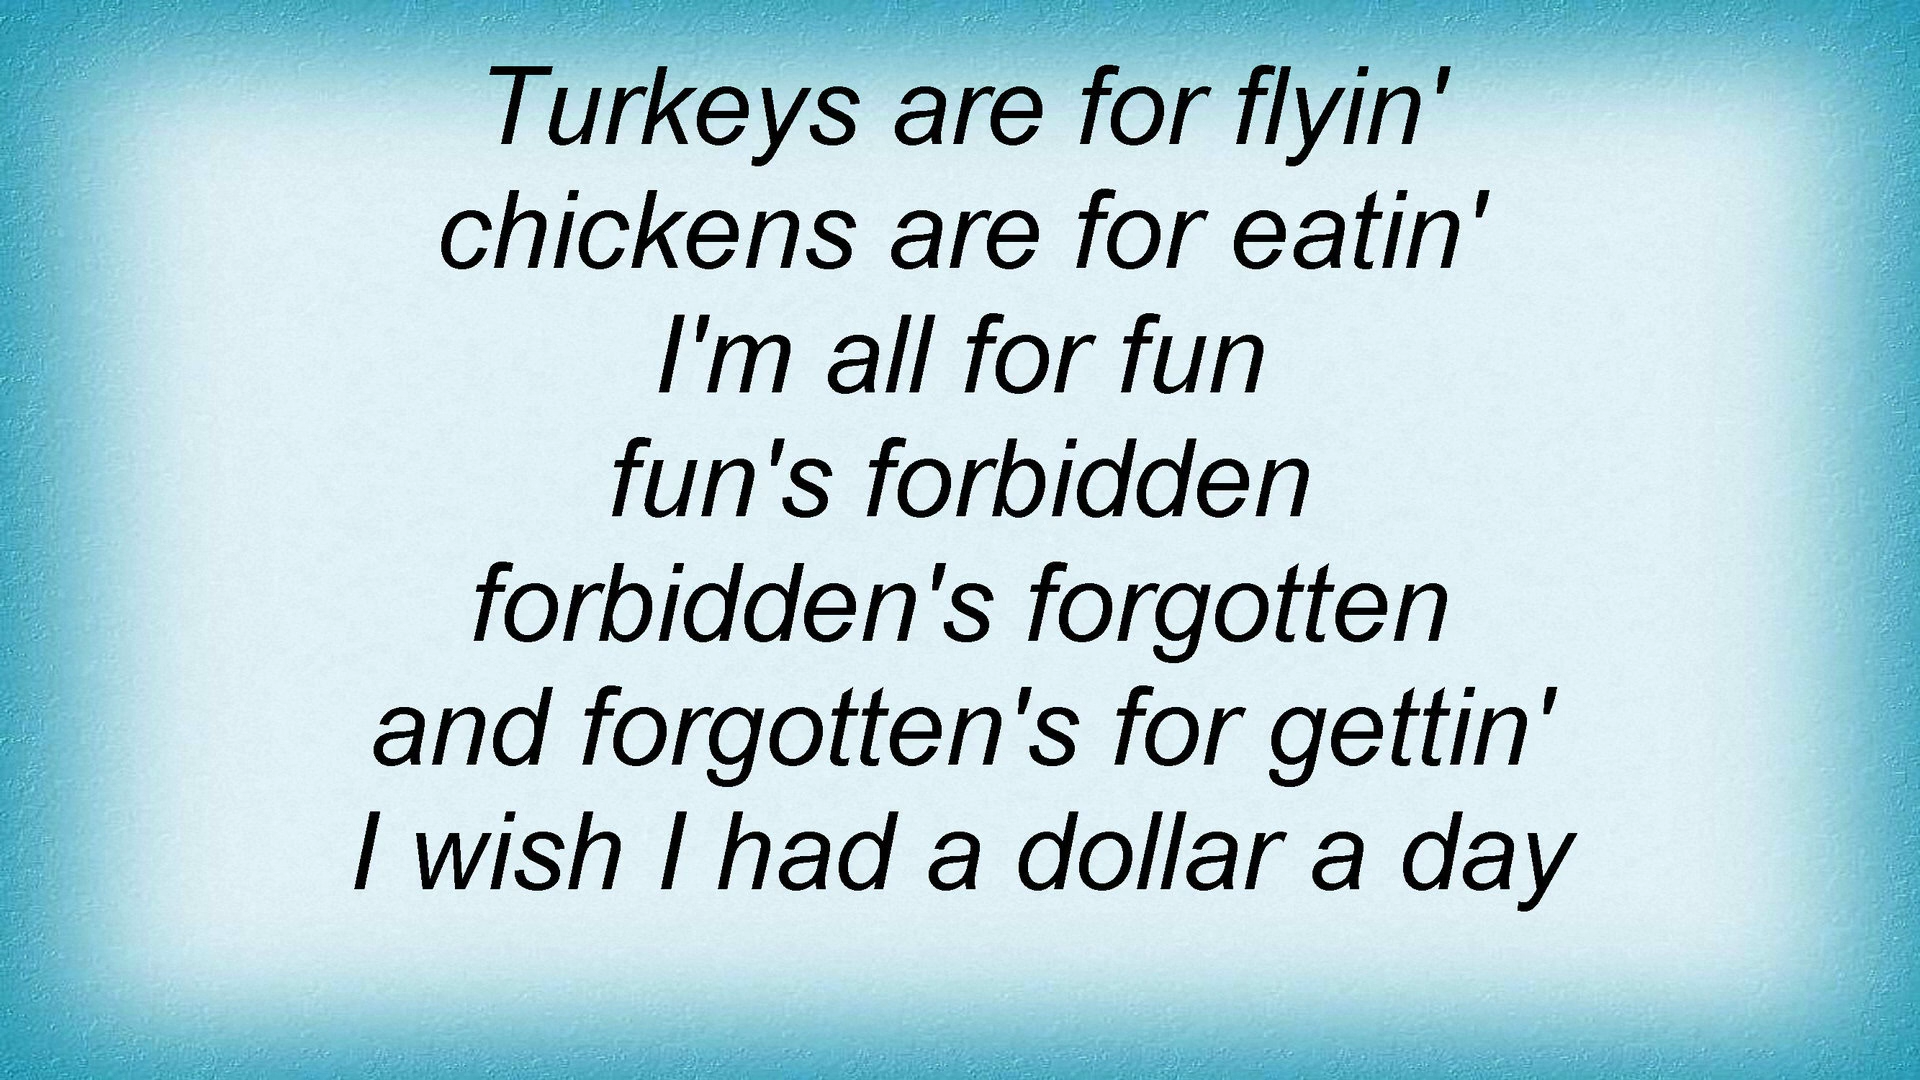 Turkeys are for flyin'
chickens are for eatin'
I'm all for fun
fun's forbidden
forbidden's forgotten
and forgotten's for gettin'
I wish I had a dollar a day